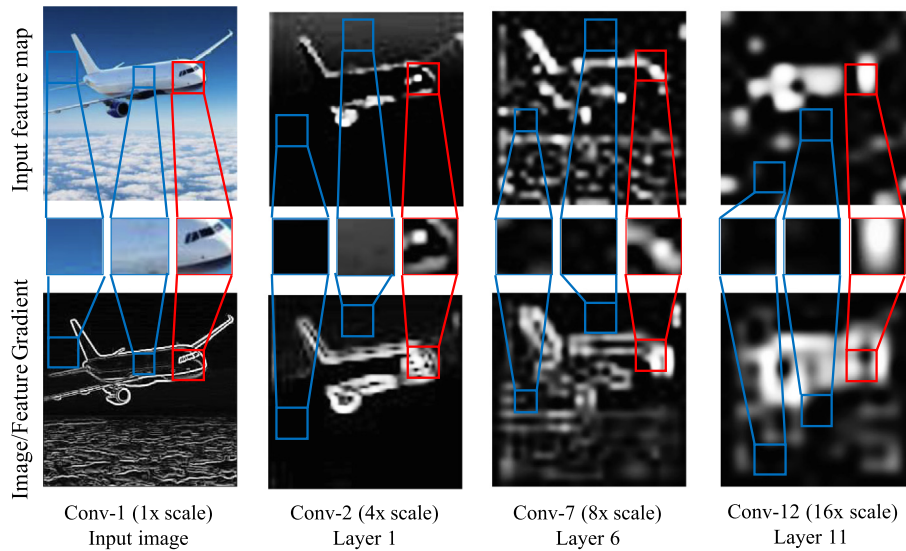 Input feature map
Image/Feature Gradient
Conv-1 (1x scale)
Input image
Conv-2 (4x scale)
Layer 1
Conv-7 (8x scale)
Layer 6
Conv-12 (16x scale)
Layer 11